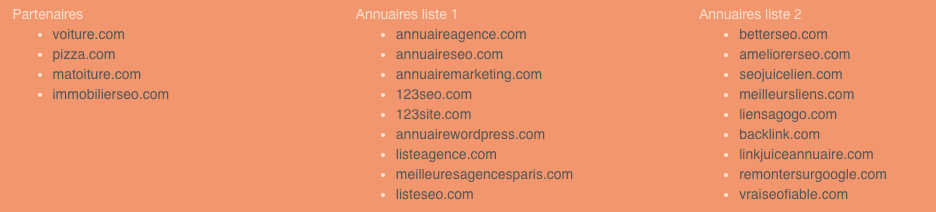 Partenaires
voiture.com
pizza.com
matoiture.com
immobilierseo.com
Annuaires liste 1
annuaireagence.com
annuaireseo.com
annuairemarketing.com
123seo.com
123site.com
annuairewordpress.com
listeagence.com
meilleuresagencesparis.com
listeseo.com
Annuaires liste 2
betterseo.com
ameliorerseo.com
seojuicelien.com
meilleursliens.com
liensagogo.com
backlink.com
linkjuiceannuaire.com
remontersurgoogle.com
vraiseofiable.com